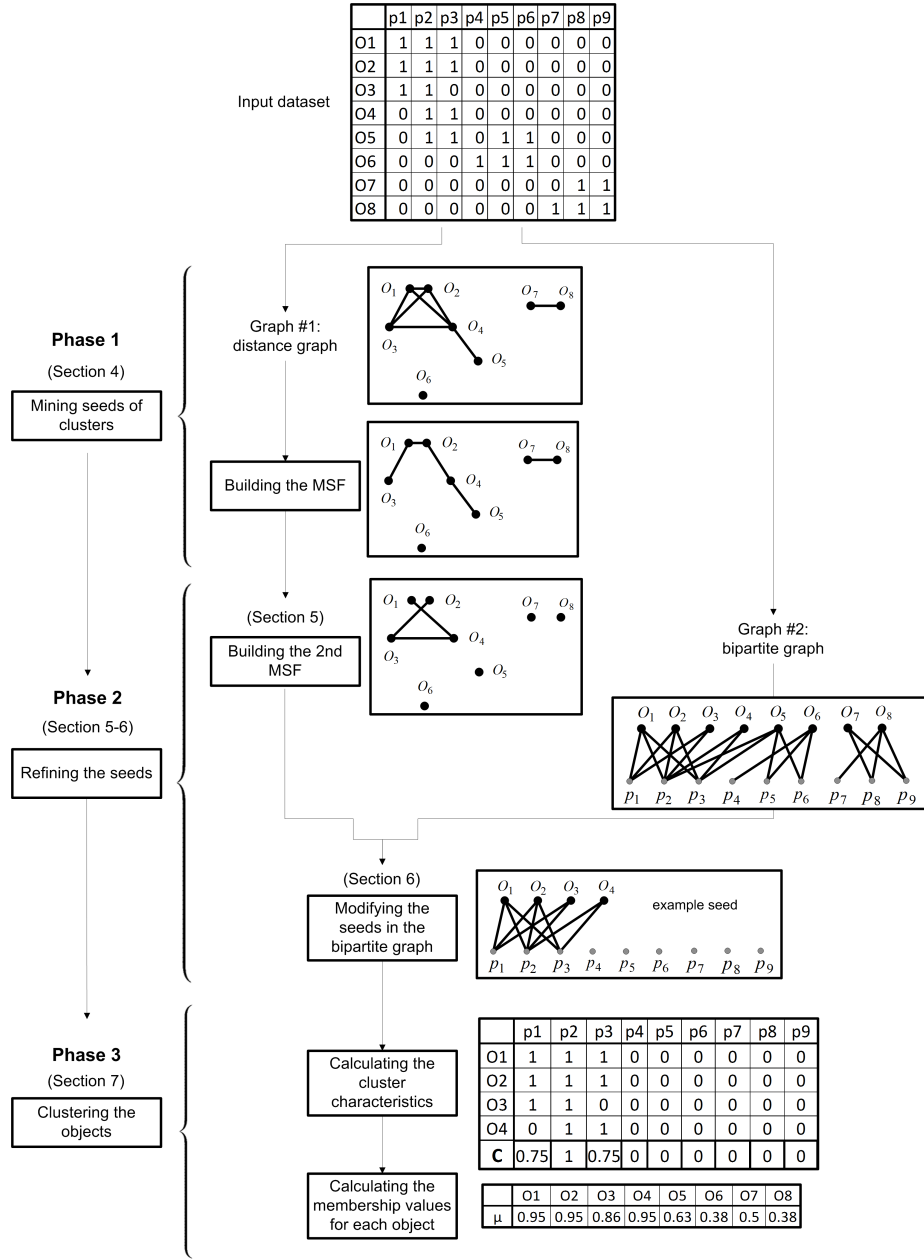 p1 p2 p3 p4 p5 p6 p7 p8 p9
O1 1 1 1 0 0 0 0 0 0
O2 1 1 1 0 0 0 0 0 0
O3 1 1 0 0 0 0 0 0 0
O4 0 1 1 0 0 0 0 0 0
O5 0 1 1 0 1 1 0 0 0
O6 0 0 0 1 1 1 0 0 0
O7 0 0 0 0 0 0 0 1 1
O8 0 0 0 0 0 0 1 1 1
Input dataset
Phase 1
(Section 4)
Mining seeds of
clusters
Graph #1:
distance graph
O1 O2 O7 O8
O3 O4
O5
O6
Building the MSF
O1 O2 O7 O8
O3 O4
O5
O6
Phase 2
(Section 5-6)
Refining the seeds
(Section 5)
Building the 2nd
MSF
O1 O2 O7 O8
O3 O4
O5
O6
Graph #2:
bipartite graph
O1 O2 O3 O4 O5 O6 O7 O8
p1 p2 p3 p4 p5 p6 p7 p8 p9
(Section 6)
Modifying the
seeds in the
bipartite graph
O1 O2 O3 O4
example seed
p1 p2 p3 p4 p5 p6 p7 p8 p9
Phase 3
(Section 7)
Clustering the
objects
Calculating the
cluster
characteristics
p1 p2 p3 p4 p5 p6 p7 p8 p9
O1 1 1 1 0 0 0 0 0 0
O2 1 1 1 0 0 0 0 0 0
O3 1 1 0 0 0 0 0 0 0
O4 0 1 1 0 0 0 0 0 0
C 0.75 1 0.75 0 0 0 0 0 0
Calculating the
membership values
for each object
O1 O2 O3 O4 O5 O6 O7 O8
μ 0.95 0.95 0.86 0.95 0.63 0.38 0.5 0.38